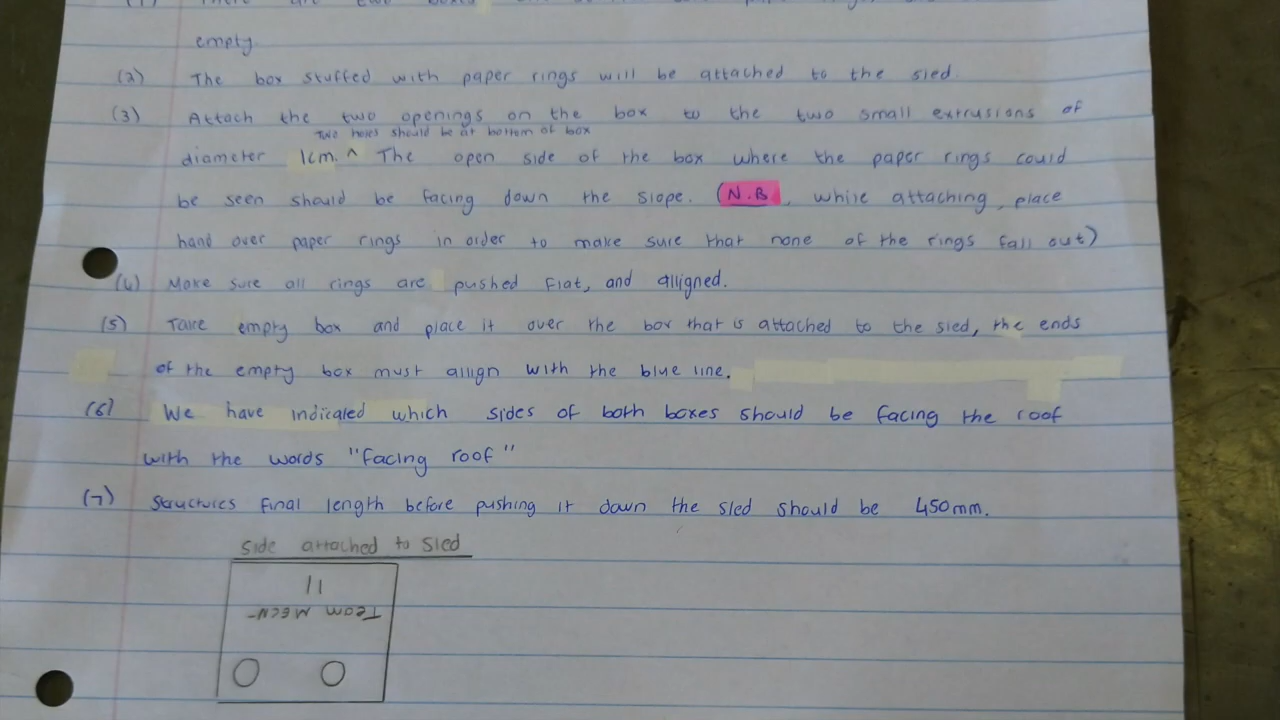 empty.
(2) The box stuffed with paper rings will be attached to the sled.
(3) Attach the two openings on the box to the two small extrusions of
Two holes should be at bottom of box
diameter 1cm. ^ The open side of the box where the paper rings could
be seen should be facing down the slope. (N.B, while attaching, place
hand over paper rings in order to make sure that none of the rings fall out)
(4) Make sure all rings are pushed flat, and alligned.
(5) Take empty box and place it over the box that is attached to the sled, the ends
of the empty box must allign with the blue line.
(6) We have indicated which sides of both boxes should be facing the roof
with the words "facing roof"
(7) Structures final length before pushing it down the sled should be 450mm.
Side attached to sled
11
Team MECN-